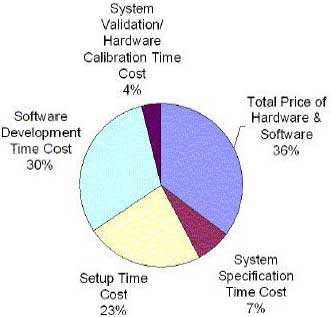 System
Validation/
Hardware
Calibration Time
Cost
4%
Total Price of
Hardware &
Software
36%
System
Specification
Time Cost
7%
Setup Time
Cost
23%
Software
Development
Time Cost
30%